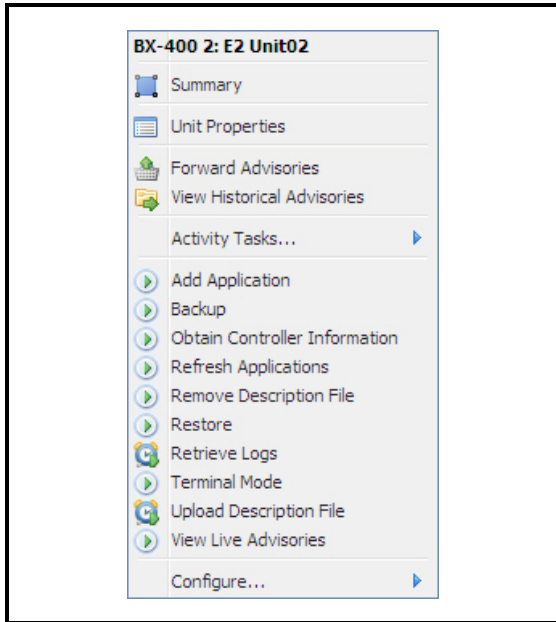 BX-400 2: E2 Unit02
Summary
Unit Properties
Forward Advisories
View Historical Advisories
Activity Tasks...
Add Application
Backup
Obtain Controller Information
Refresh Applications
Remove Description File
Restore
Retrieve Logs
Terminal Mode
Upload Description File
View Live Advisories
Configure...